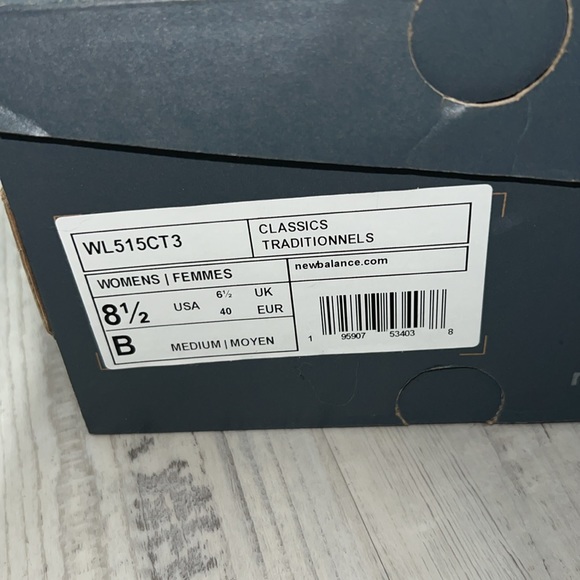 WL515CT3
CLASSICS
TRADITIONNELS
WOMENS | FEMMES
newbalance.com
8½ USA 6½ UK
40 EUR
B MEDIUM | MOYEN
1 95907 53403 8